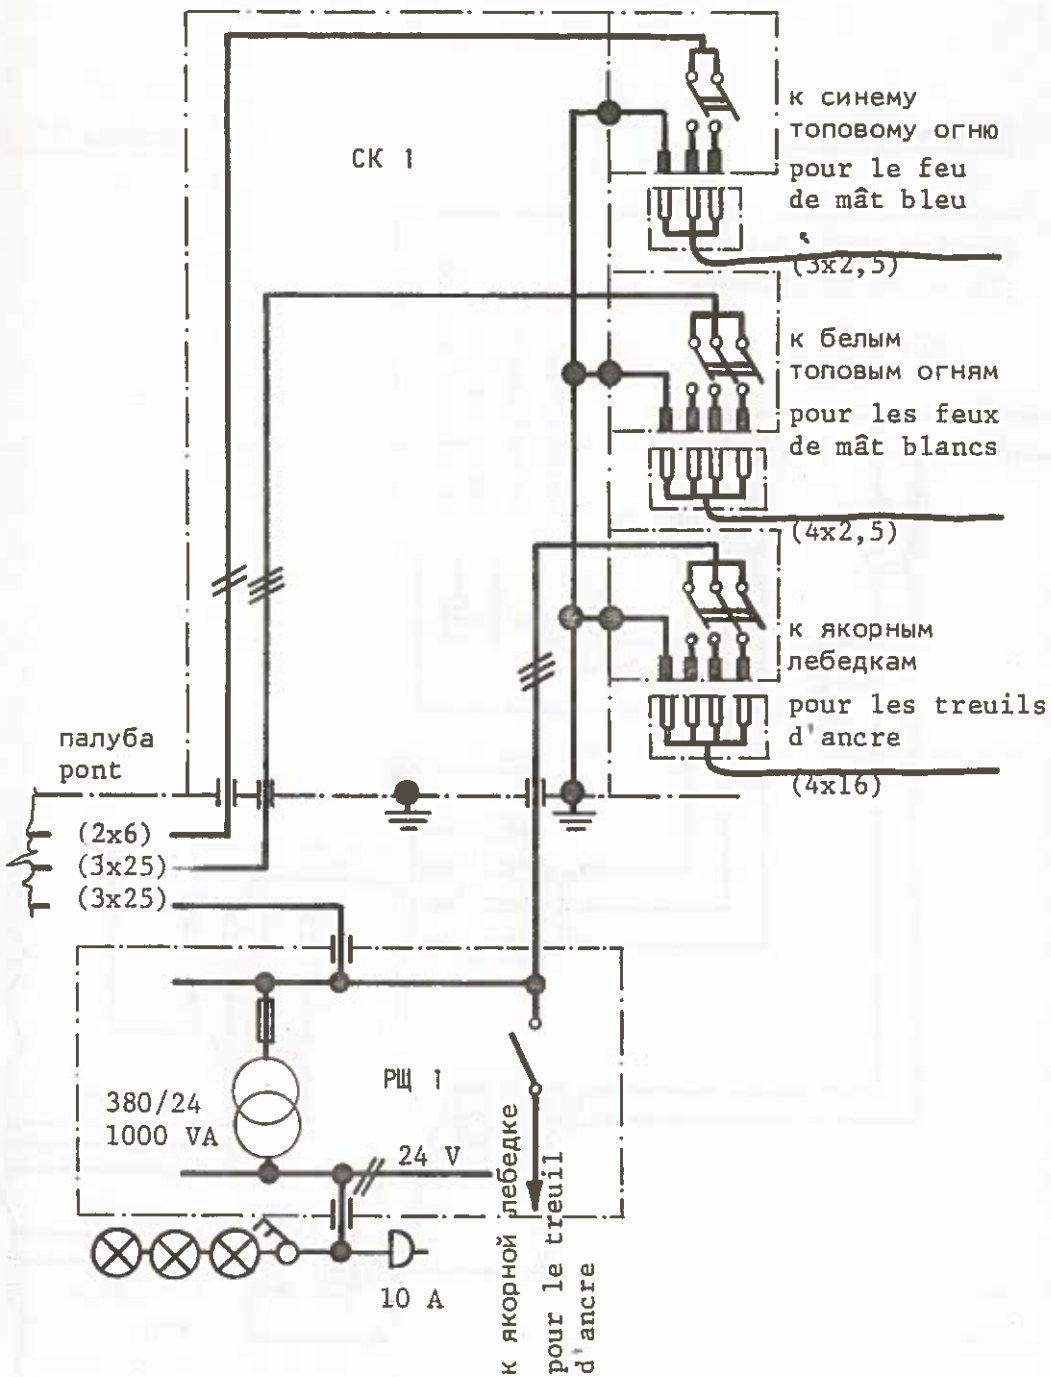 СК 1
к синему
топовому огню
pour le feu
de mât bleu
(3x2,5)
к белым
топовым огням
pour les feux
de mât blancs
(4x2,5)
к якорным
лебедкам
pour les treuils
d'ancre
(4x16)
палуба
pont
(2x6)
(3x25)
(3x25)
РЩ 1
380/24
1000 VA
24 V
10 A
к якорной лебедке
pour le treuil
d'ancre